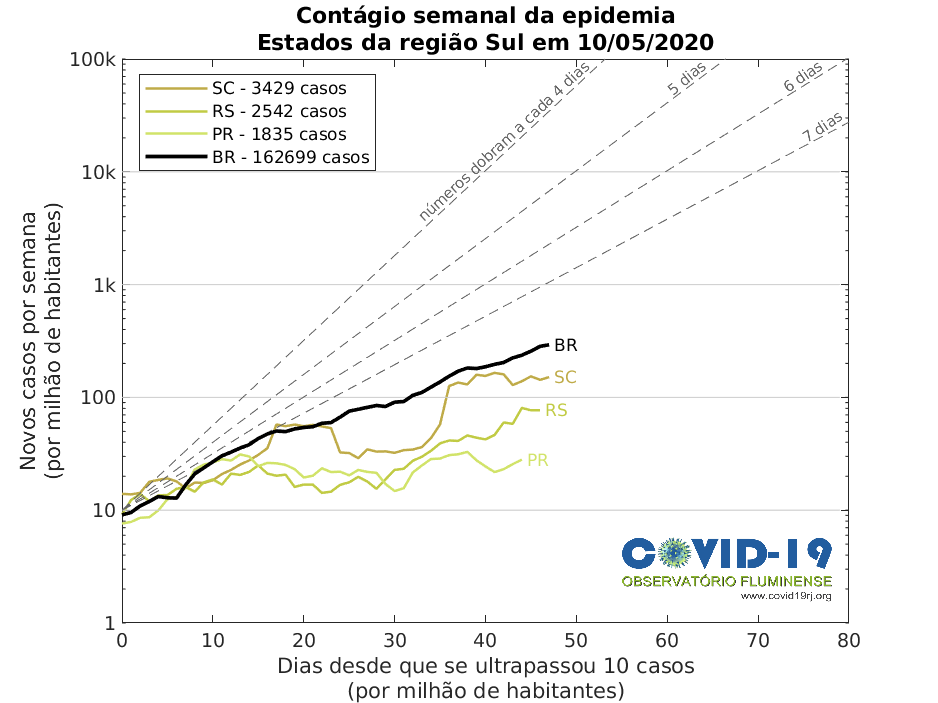 Contágio semanal da epidemia
Estados da região Sul em 10/05/2020
100k
10k
1k
100
10
1
Novos casos por semana
(por milhão de habitantes)
SC - 3429 casos
RS - 2542 casos
PR - 1835 casos
BR - 162699 casos
números dobram a cada 4 dias
5 dias
6 dias
7 dias
BR
SC
RS
PR
COVID-19
OBSERVATÓRIO FLUMINENSE
www.covid19rj.org
0 10 20 30 40 50 60 70 80
Dias desde que se ultrapassou 10 casos
(por milhão de habitantes)